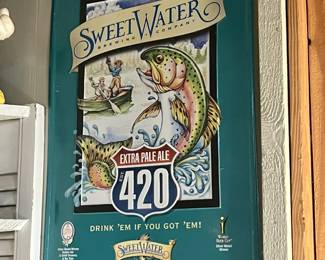 SWEETWATER
BREWING COMPANY
EXTRA PALE ALE
420
DRINK 'EM IF YOU GOT 'EM!
SWEETWATER